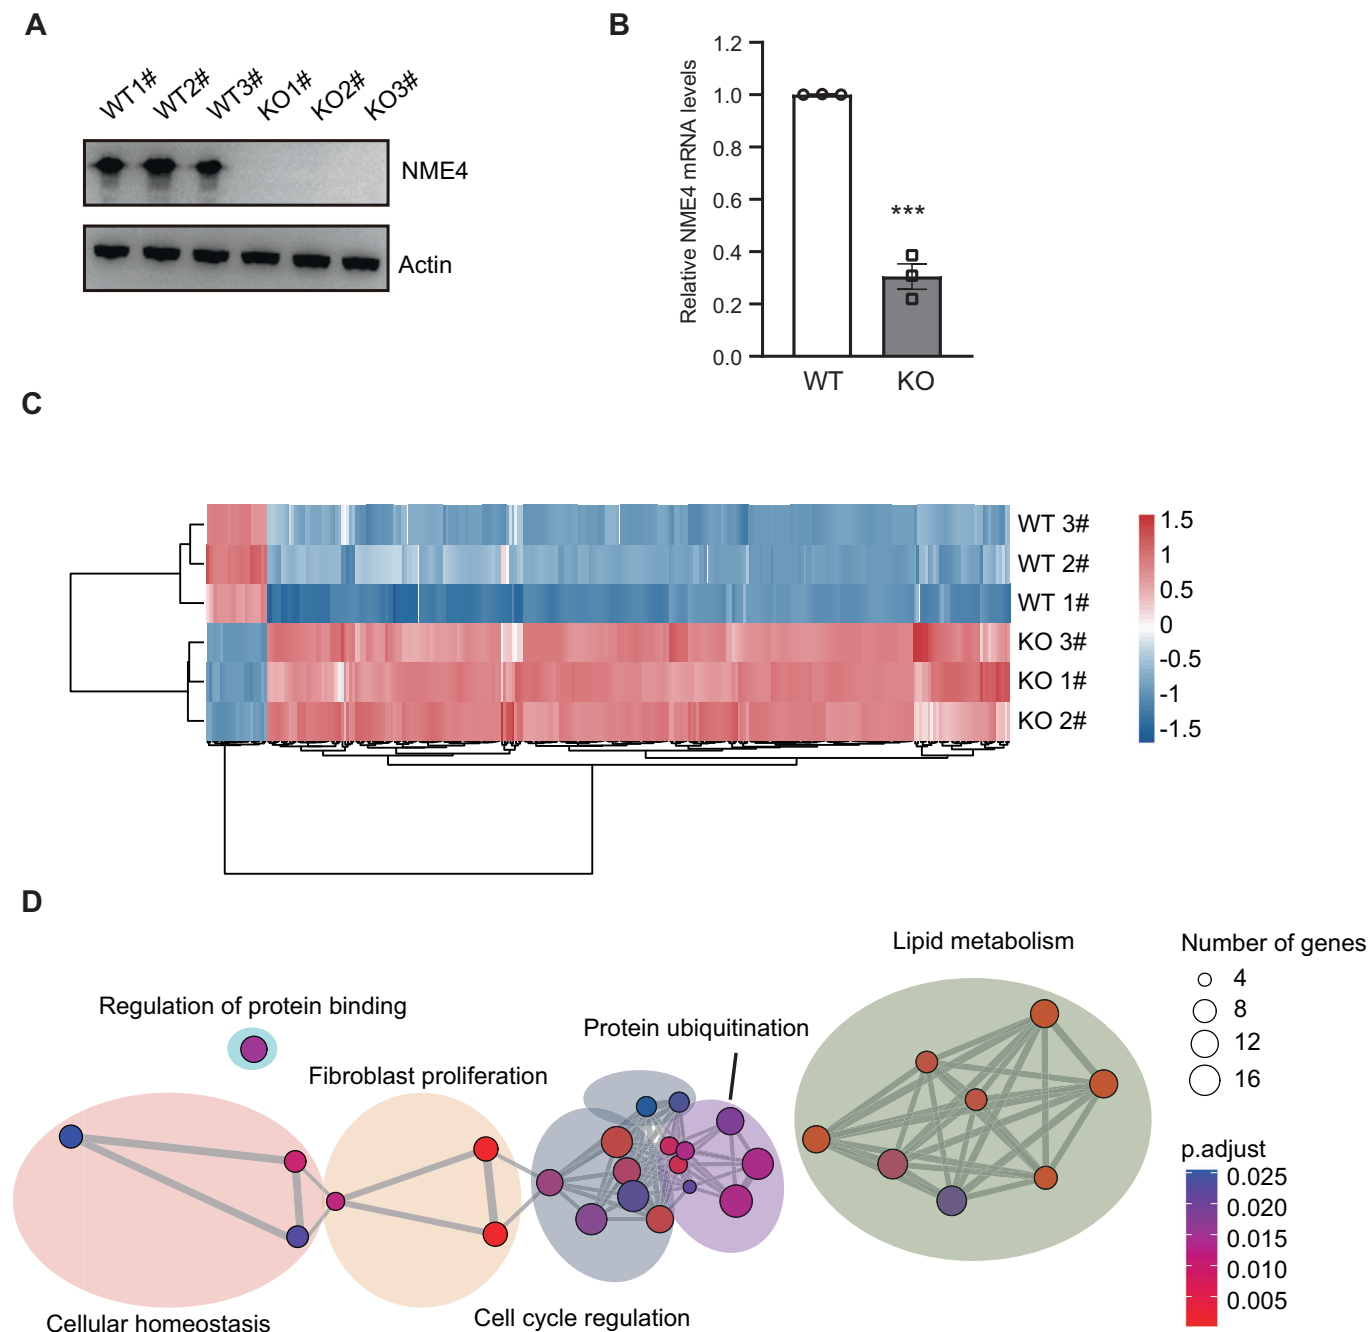 A
WT1#
WT2#
WT3#
KO1#
KO2#
KO3#
NME4
Actin
B
Relative NME4 mRNA levels
1.2
1.0
0.8
0.6
0.4
0.2
0.0
***
WT
KO
C
WT 3#
WT 2#
WT 1#
KO 3#
KO 1#
KO 2#
1.5
1
0.5
0
-0.5
-1
-1.5
D
Lipid metabolism
Regulation of protein binding
Protein ubiquitination
Fibroblast proliferation
Cellular homeostasis
Cell cycle regulation
Number of genes
4
8
12
16
p.adjust
0.025
0.020
0.015
0.010
0.005